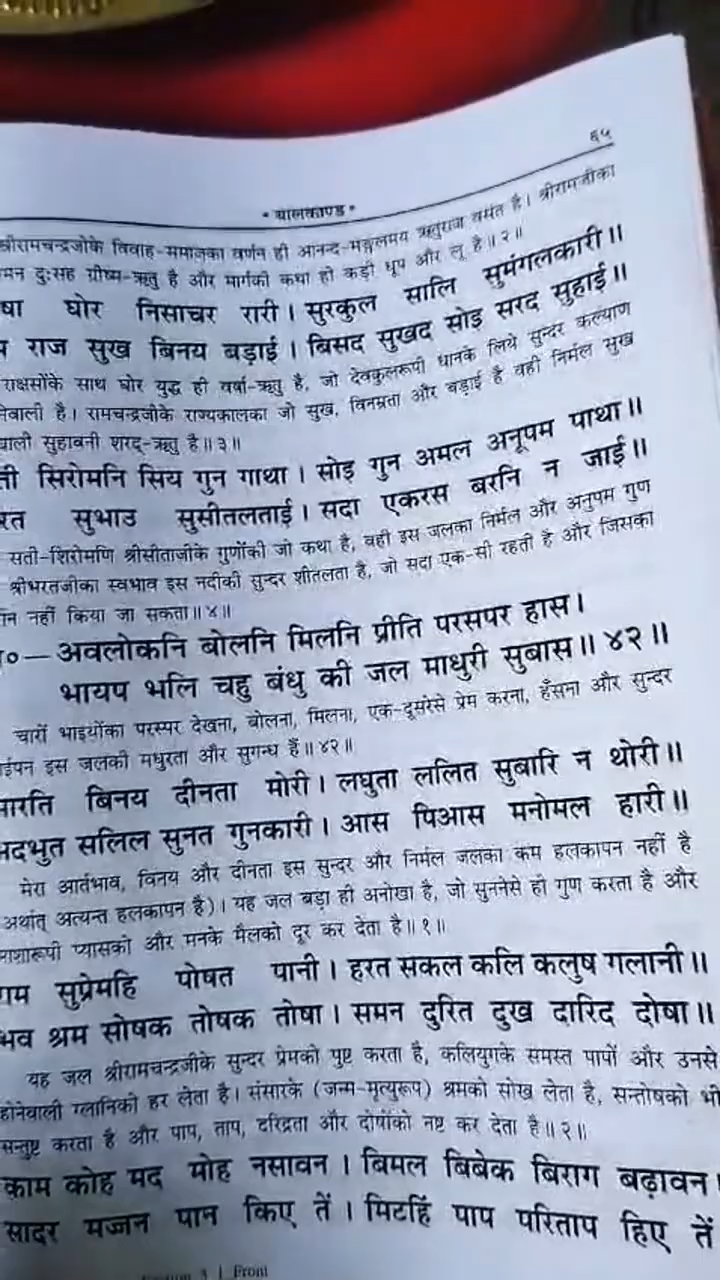 ६५
* बालकाण्ड *
श्रीरामचन्द्रजीके विवाह-समाजका वर्णन ही आनन्द-मङ्गलमय ऋतुराज वसंत है। श्रीरामजीका
मन दुःसह ग्रीष्म-ऋतु है और मार्गकी कथा ही कड़ी धूप और लू है॥२॥
षा घोर निसाचर रारी। सुरकुल सालि सुमंगलकारी॥
राज सुख बिनय बड़ाई। बिसद सुखद सोइ सरद सुहाई॥
राक्षसोंके साथ घोर युद्ध ही वर्षा-ऋतु है, जो देवकुलरूपी धानके लिये सुन्दर कल्याण
नेवाली है। रामचन्द्रजीके राज्यकालका जो सुख, विनम्रता और बड़ाई है वही निर्मल सुख
वाली सुहावनी शरद्-ऋतु है॥३॥
ती सिरोमनि सिय गुन गाथा। सोइ गुन अमल अनूपम पाथा॥
रत सुभाउ सुसीतलताई। सदा एकरस बरनि न जाई॥
सती-शिरोमणि श्रीसीताजीके गुणोंकी जो कथा है, वही इस जलका निर्मल और अनुपम गुण
श्रीभरतजीका स्वभाव इस नदीकी सुन्दर शीतलता है, जो सदा एक-सी रहती है और जिसका
र्णन नहीं किया जा सकता॥४॥
०— अवलोकनि बोलनि मिलनि प्रीति परसपर हास।
भायप भलि चहु बंधु की जल माधुरी सुबास॥४२॥
चारों भाइयोंका परस्पर देखना, बोलना, मिलना, एक-दूसरेसे प्रेम करना, हँसना और सुन्दर
ईपन इस जलकी मधुरता और सुगन्ध हैं॥४२॥
आरति बिनय दीनता मोरी। लघुता ललित सुबारि न थोरी॥
अदभुत सलिल सुनत गुनकारी। आस पिआस मनोमल हारी॥
मेरा आर्तभाव, विनय और दीनता इस सुन्दर और निर्मल जलका कम हलकापन नहीं है
अर्थात् अत्यन्त हलकापन है)। यह जल बड़ा ही अनोखा है, जो सुननेसे ही गुण करता है और
आशारूपी प्यासको और मनके मैलको दूर कर देता है॥१॥
राम सुप्रेमहि पोषत पानी। हरत सकल कलि कलुष गलानी॥
भव श्रम सोषक तोषक तोषा। समन दुरित दुख दारिद दोषा॥
यह जल श्रीरामचन्द्रजीके सुन्दर प्रेमको पुष्ट करता है, कलियुगके समस्त पापों और उनसे
होनेवाली ग्लानिको हर लेता है। संसारके (जन्म-मृत्युरूप) श्रमको सोख लेता है, सन्तोषको भी
सन्तुष्ट करता है और पाप, ताप, दरिद्रता और दोषोंको नष्ट कर देता है॥२॥
काम कोह मद मोह नसावन। बिमल बिबेक बिराग बढ़ावन।
सादर मज्जन पान किए तें। मिटहिं पाप परिताप हिए तें
Front